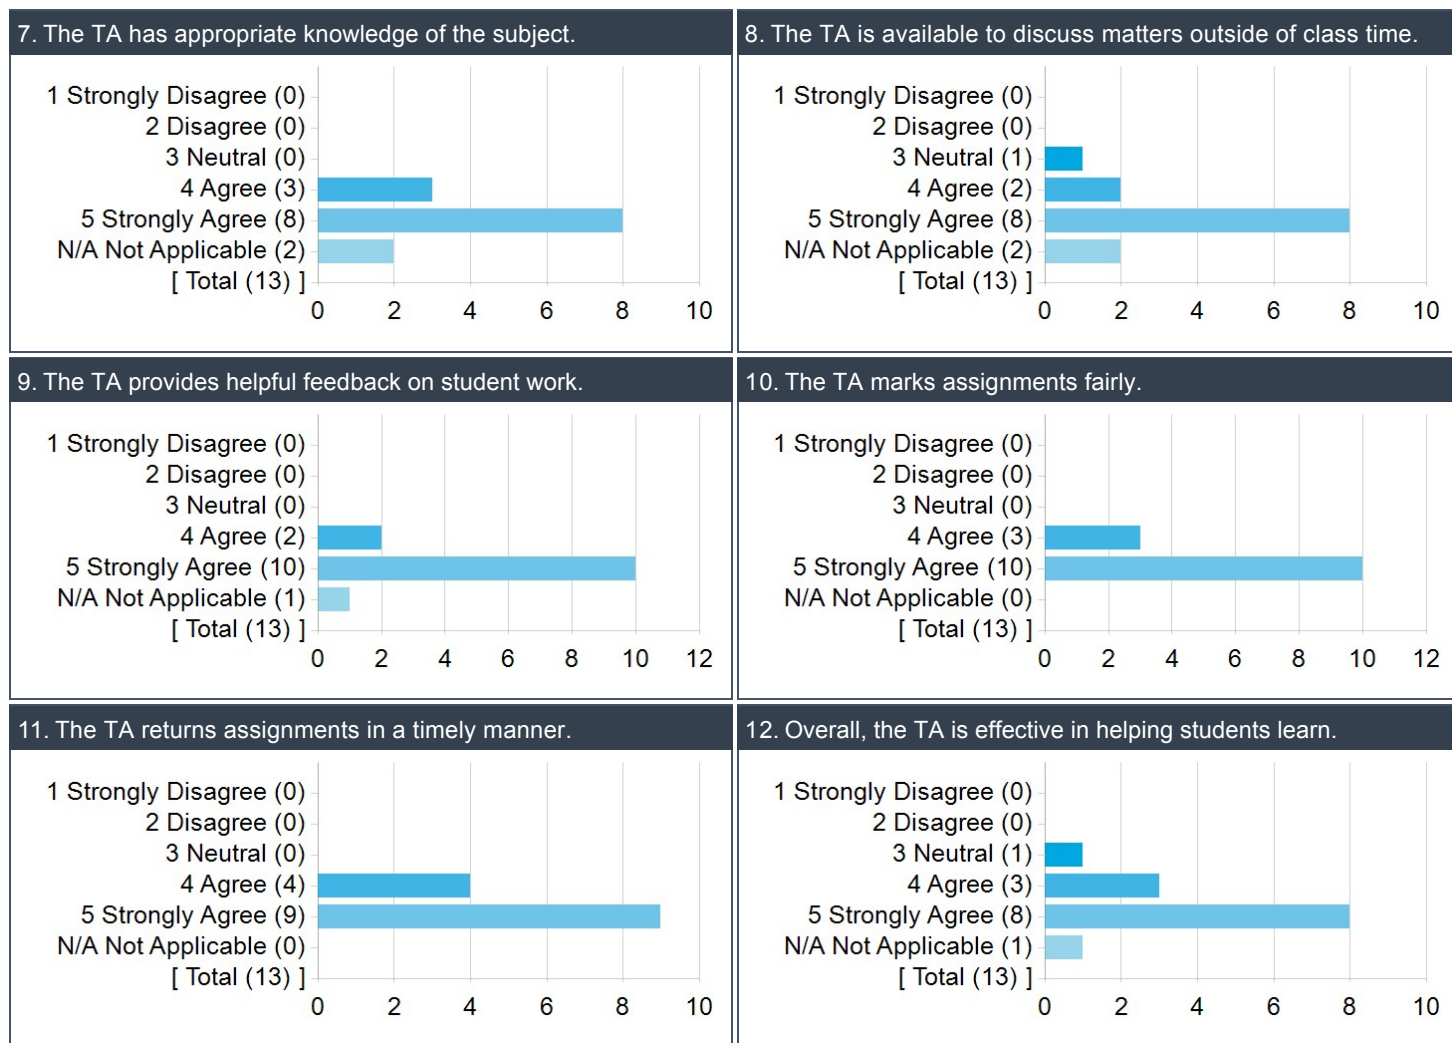 7. The TA has appropriate knowledge of the subject.
1 Strongly Disagree (0)
2 Disagree (0)
3 Neutral (0)
4 Agree (3)
5 Strongly Agree (8)
N/A Not Applicable (2)
[ Total (13) ]
0 2 4 6 8 10
8. The TA is available to discuss matters outside of class time.
1 Strongly Disagree (0)
2 Disagree (0)
3 Neutral (1)
4 Agree (2)
5 Strongly Agree (8)
N/A Not Applicable (2)
[ Total (13) ]
0 2 4 6 8 10
9. The TA provides helpful feedback on student work.
1 Strongly Disagree (0)
2 Disagree (0)
3 Neutral (0)
4 Agree (2)
5 Strongly Agree (10)
N/A Not Applicable (1)
[ Total (13) ]
0 2 4 6 8 10 12
10. The TA marks assignments fairly.
1 Strongly Disagree (0)
2 Disagree (0)
3 Neutral (0)
4 Agree (3)
5 Strongly Agree (10)
N/A Not Applicable (0)
[ Total (13) ]
0 2 4 6 8 10 12
11. The TA returns assignments in a timely manner.
1 Strongly Disagree (0)
2 Disagree (0)
3 Neutral (0)
4 Agree (4)
5 Strongly Agree (9)
N/A Not Applicable (0)
[ Total (13) ]
0 2 4 6 8 10
12. Overall, the TA is effective in helping students learn.
1 Strongly Disagree (0)
2 Disagree (0)
3 Neutral (1)
4 Agree (3)
5 Strongly Agree (8)
N/A Not Applicable (1)
[ Total (13) ]
0 2 4 6 8 10